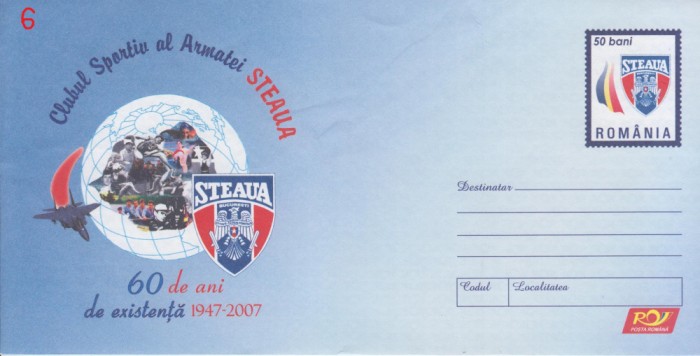 6
Clubul Sportiv al Armatei STEAUA
STEAUA
BUCUREȘTI
60 de ani
de existență 1947-2007
50 bani
STEAUA
ROMÂNIA
Destinatar
Codul
Localitatea
POȘTA ROMÂNĂ